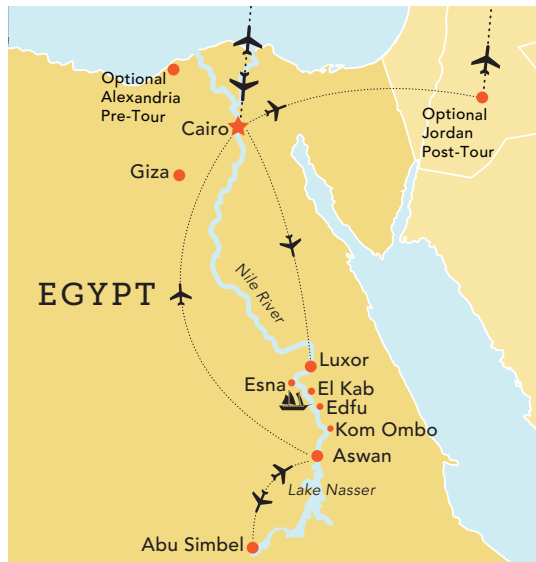 Optional
Alexandria
Pre-Tour
Optional
Jordan
Post-Tour
Cairo
Giza
Nile River
EGYPT
Luxor
Esna
El Kab
Edfu
Kom Ombo
Aswan
Lake Nasser
Abu Simbel